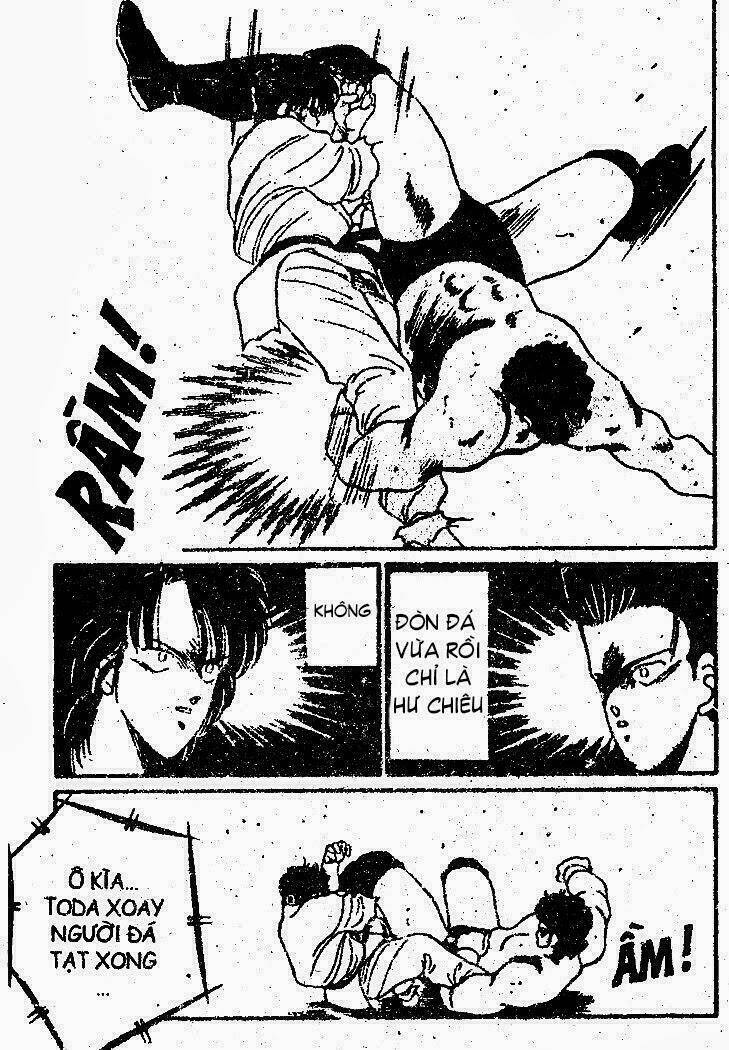 RẦM!
KHÔNG
ĐÒN ĐÁ
VỪA RỒI
CHỈ LÀ
HƯ CHIÊU
Ô KÌA...
TODA XOAY
NGƯỜI ĐÁ
TẠT XONG
...
ẦM!